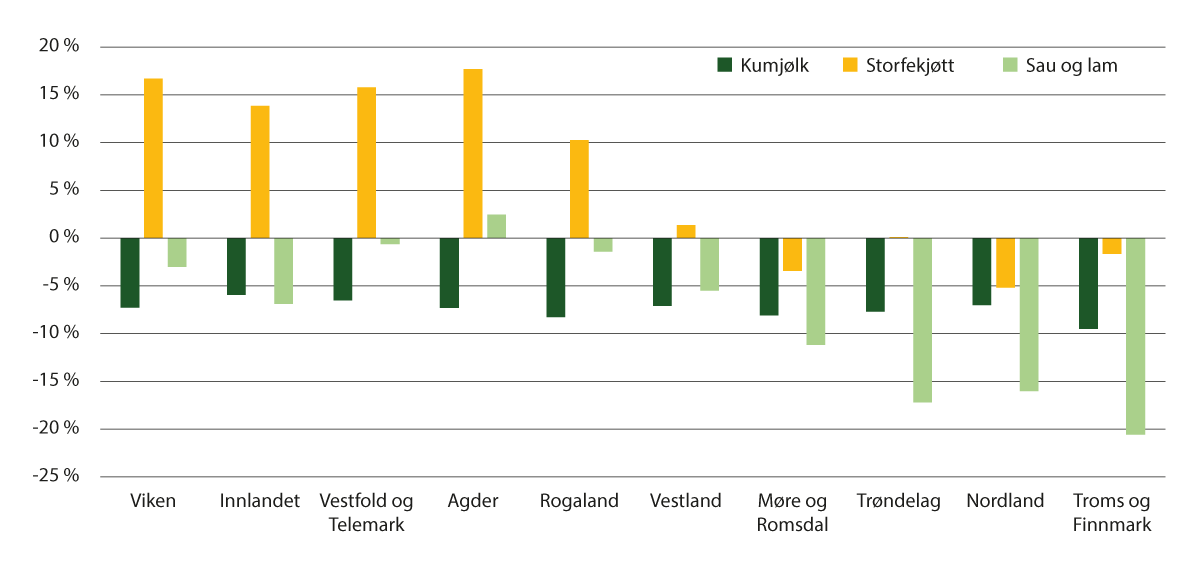 20 %
15 %
10 %
5 %
0 %
-5 %
-10 %
-15 %
-20 %
-25 %
Kumjølk
Storfekjøtt
Sau og lam
Viken
Innlandet
Vestfold og
Telemark
Agder
Rogaland
Vestland
Møre og
Romsdal
Trøndelag
Nordland
Troms og
Finnmark